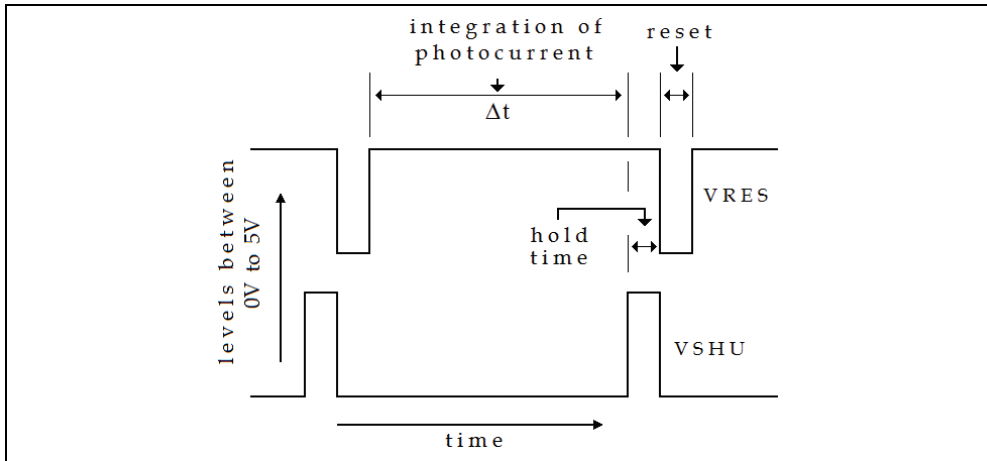 integration of
photocurrent
reset
Δt
levels between
0V to 5V
VRES
hold
time
VSHU
time